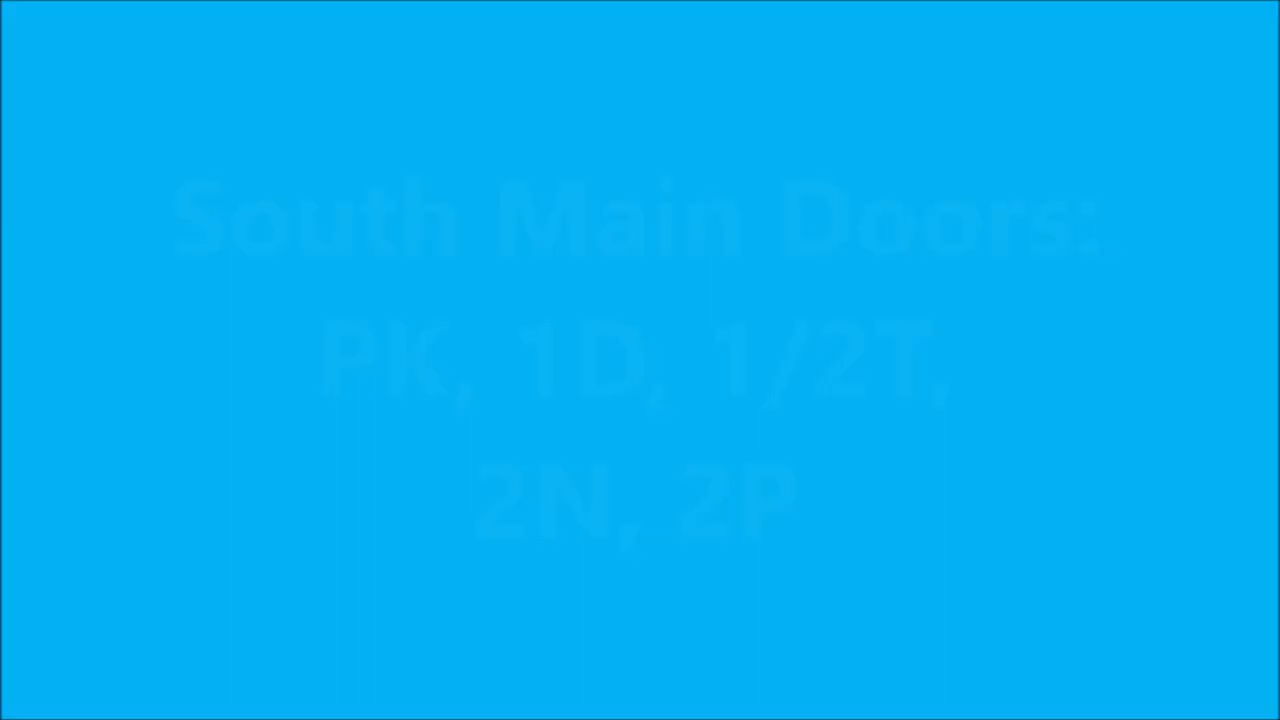 South Main Doors:
PK, 1D, 1/2T,
2N, 2P